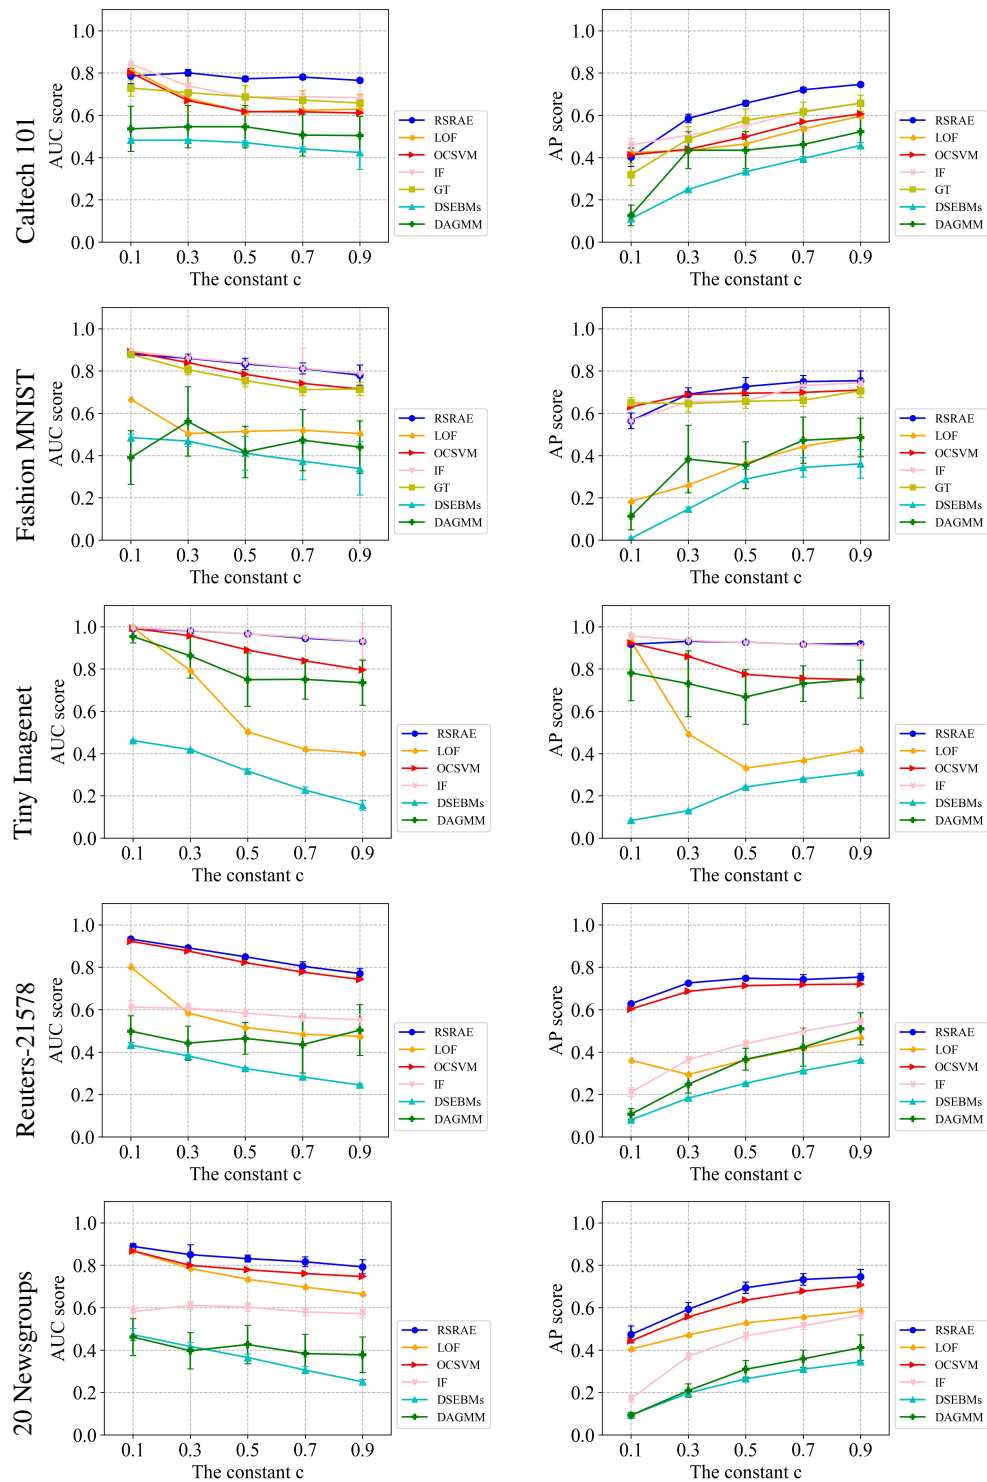 Caltech 101
AUC score
1.0
0.8
0.6
0.4
0.2
0.0
0.1 0.3 0.5 0.7 0.9
The constant c
RSRAE
LOF
OCSVM
IF
GT
DSEBMs
DAGMM
AP score
1.0
0.8
0.6
0.4
0.2
0.0
0.1 0.3 0.5 0.7 0.9
The constant c
RSRAE
LOF
OCSVM
IF
GT
DSEBMs
DAGMM
Fashion MNIST
AUC score
1.0
0.8
0.6
0.4
0.2
0.0
0.1 0.3 0.5 0.7 0.9
The constant c
RSRAE
LOF
OCSVM
IF
GT
DSEBMs
DAGMM
AP score
1.0
0.8
0.6
0.4
0.2
0.0
0.1 0.3 0.5 0.7 0.9
The constant c
RSRAE
LOF
OCSVM
IF
GT
DSEBMs
DAGMM
Tiny Imagenet
AUC score
1.0
0.8
0.6
0.4
0.2
0.0
0.1 0.3 0.5 0.7 0.9
The constant c
RSRAE
LOF
OCSVM
IF
DSEBMs
DAGMM
AP score
1.0
0.8
0.6
0.4
0.2
0.0
0.1 0.3 0.5 0.7 0.9
The constant c
RSRAE
LOF
OCSVM
IF
DSEBMs
DAGMM
Reuters-21578
AUC score
1.0
0.8
0.6
0.4
0.2
0.0
0.1 0.3 0.5 0.7 0.9
The constant c
RSRAE
LOF
OCSVM
IF
DSEBMs
DAGMM
AP score
1.0
0.8
0.6
0.4
0.2
0.0
0.1 0.3 0.5 0.7 0.9
The constant c
RSRAE
LOF
OCSVM
IF
DSEBMs
DAGMM
20 Newsgroups
AUC score
1.0
0.8
0.6
0.4
0.2
0.0
0.1 0.3 0.5 0.7 0.9
The constant c
RSRAE
LOF
OCSVM
IF
DSEBMs
DAGMM
AP score
1.0
0.8
0.6
0.4
0.2
0.0
0.1 0.3 0.5 0.7 0.9
The constant c
RSRAE
LOF
OCSVM
IF
DSEBMs
DAGMM